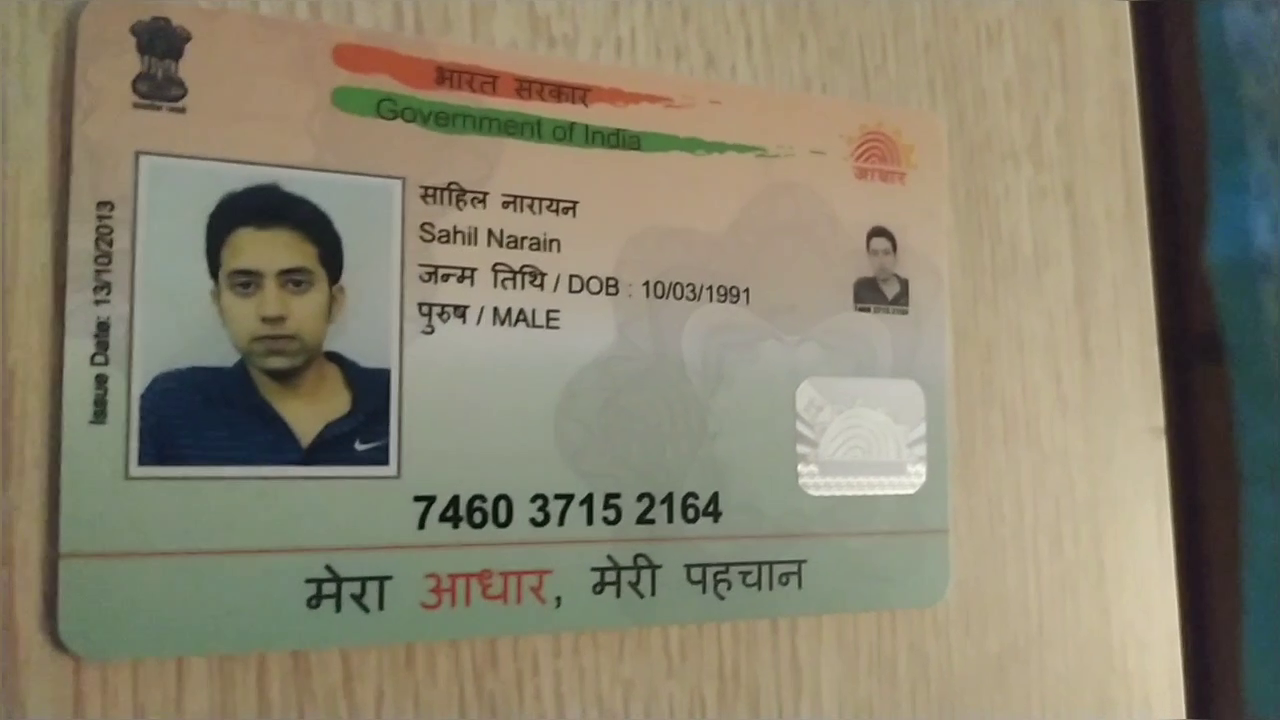 भारत सरकार
Government of India
आधार
Issue Date: 13/10/2013
साहिल नारायन
Sahil Narain
जन्म तिथि / DOB : 10/03/1991
पुरुष / MALE
7460 3715 2164
मेरा आधार, मेरी पहचान